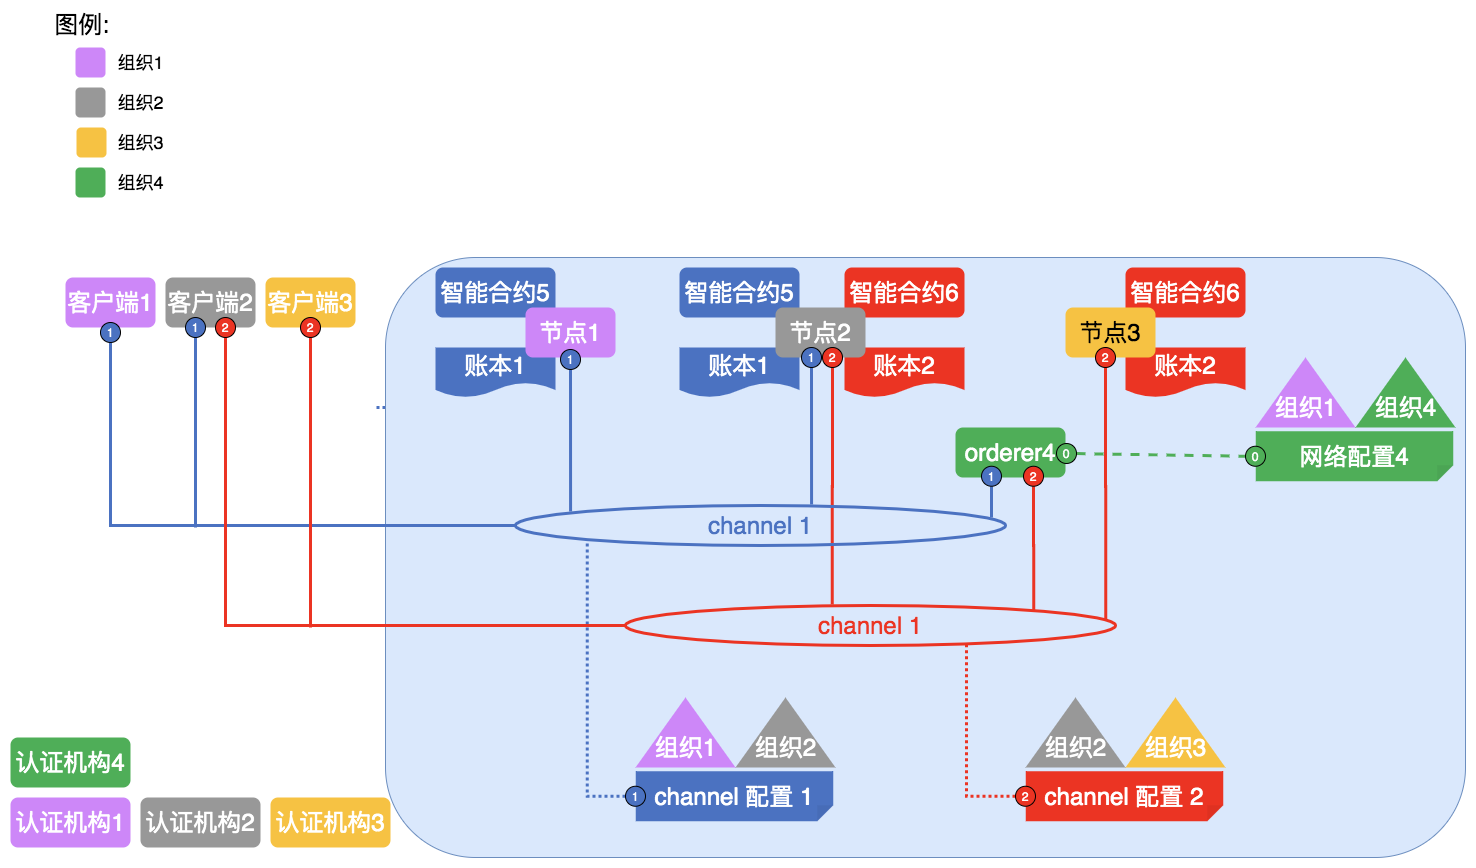 图例:
组织1
组织2
组织3
组织4
客户端1
客户端2
客户端3
1
1
2
2
智能合约5
节点1
账本1
1
智能合约5
智能合约6
节点2
账本1
账本2
1
2
智能合约6
节点3
账本2
2
orderer4
0
1
2
组织1
组织4
网络配置4
0
channel 1
channel 1
组织1
组织2
channel 配置 1
1
组织2
组织3
channel 配置 2
2
认证机构4
认证机构1
认证机构2
认证机构3